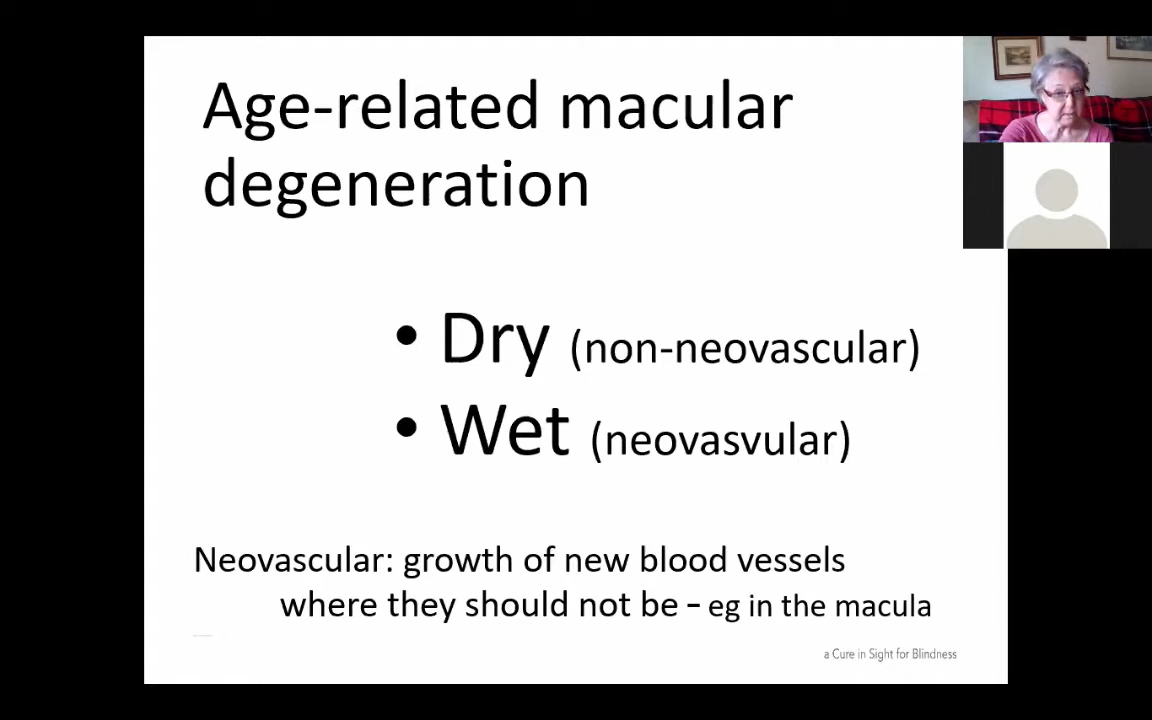 Age-related macular
degeneration
• Dry (non-neovascular)
• Wet (neovasvular)
Neovascular: growth of new blood vessels
where they should not be – eg in the macula
a Cure in Sight for Blindness